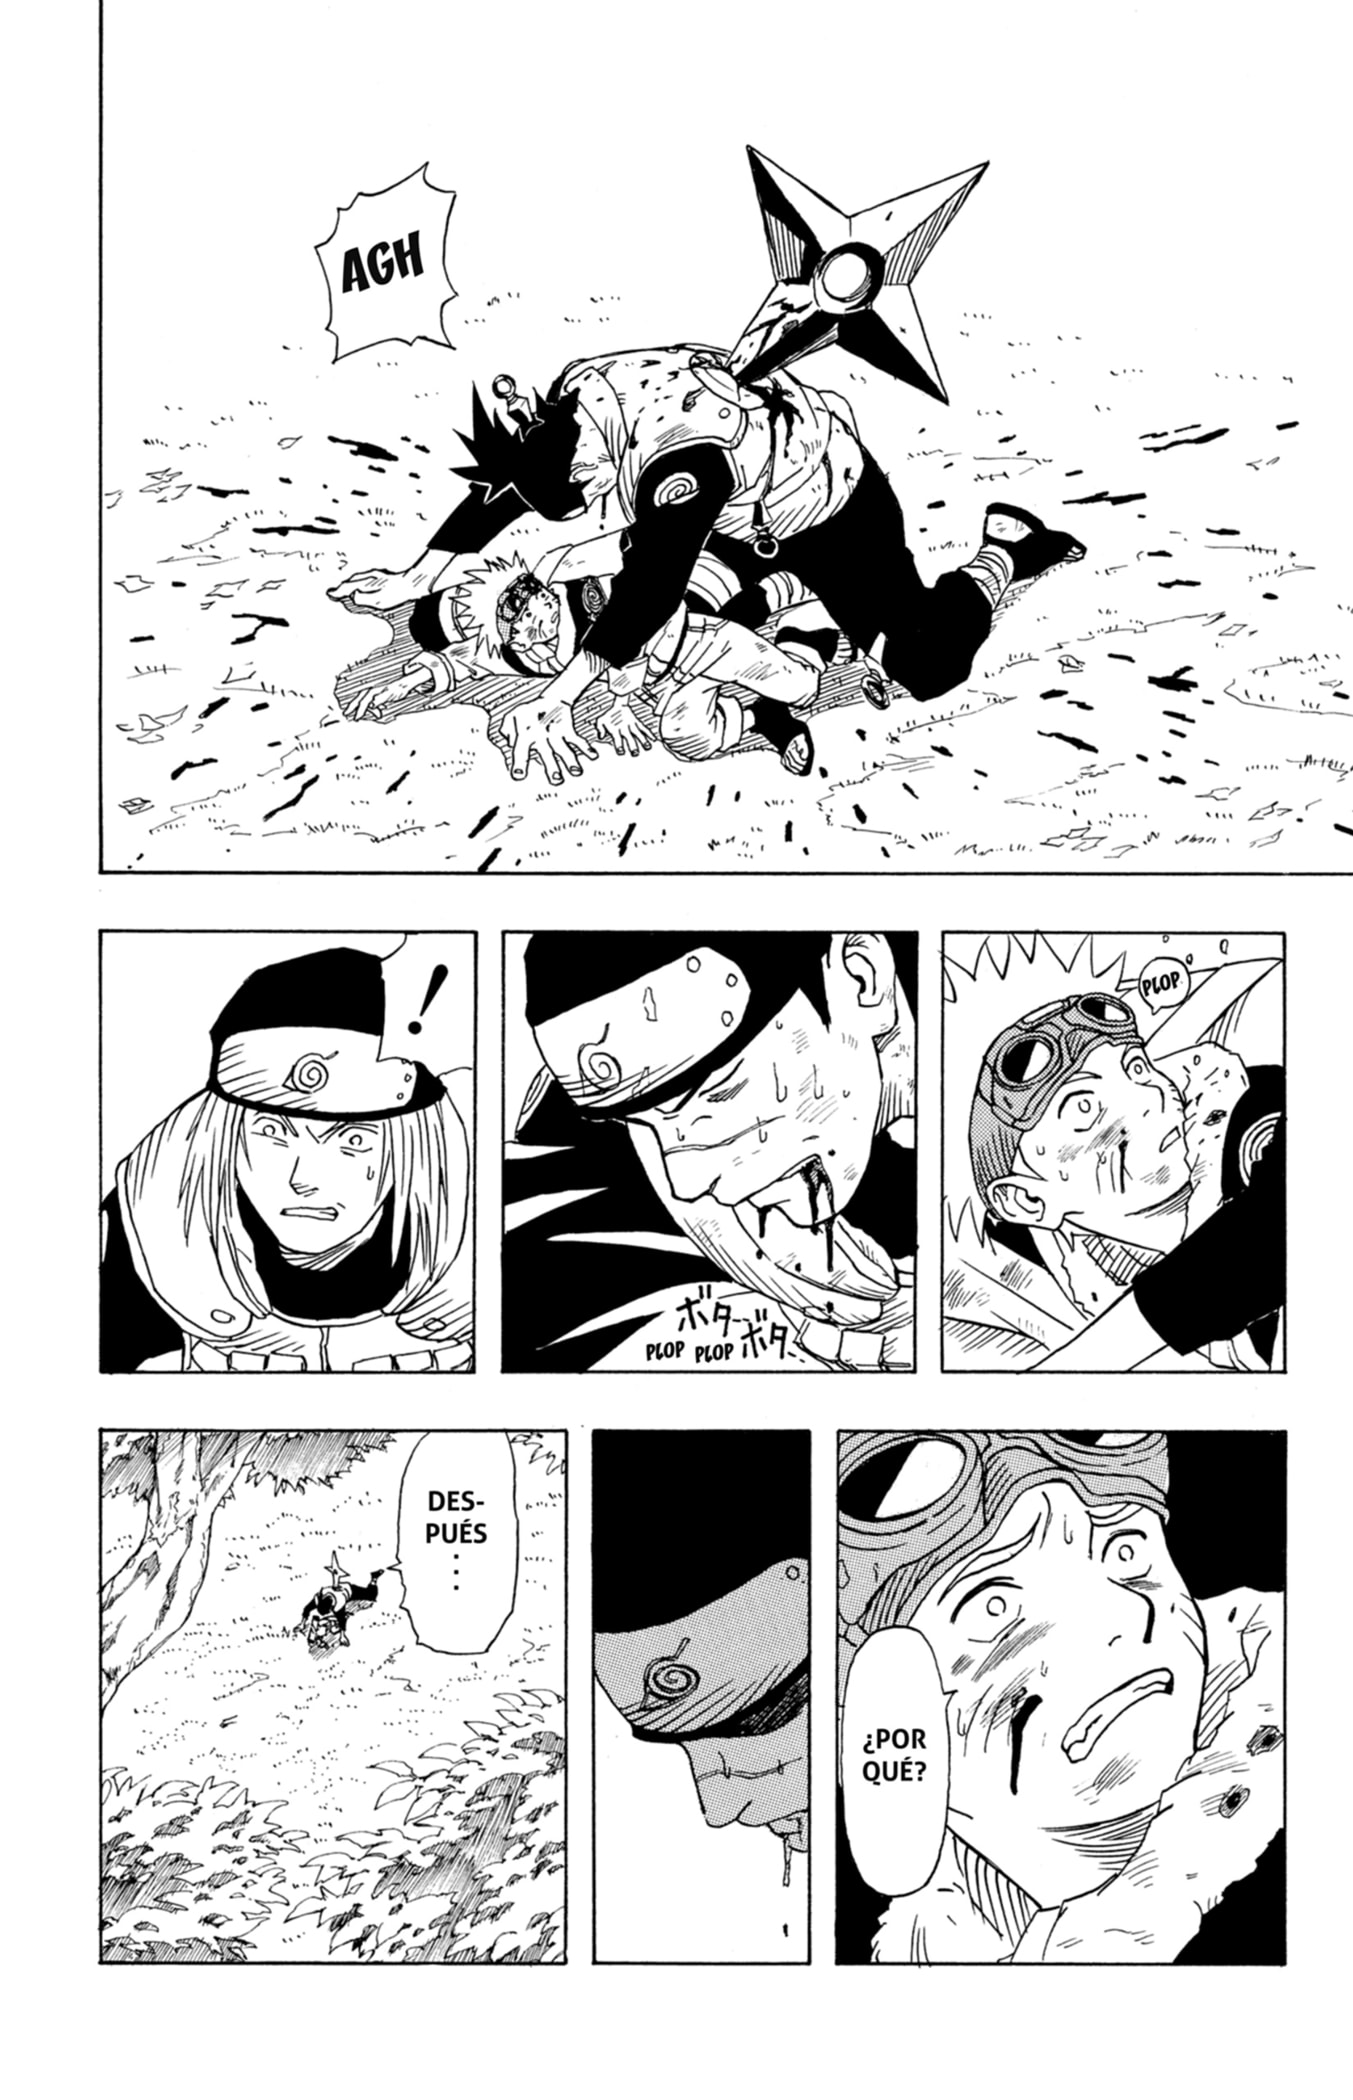 AGH
PLOP
ボタ
ボタ
PLOP PLOP
!
¿POR
QUÉ?
DES-
PUÉS
...